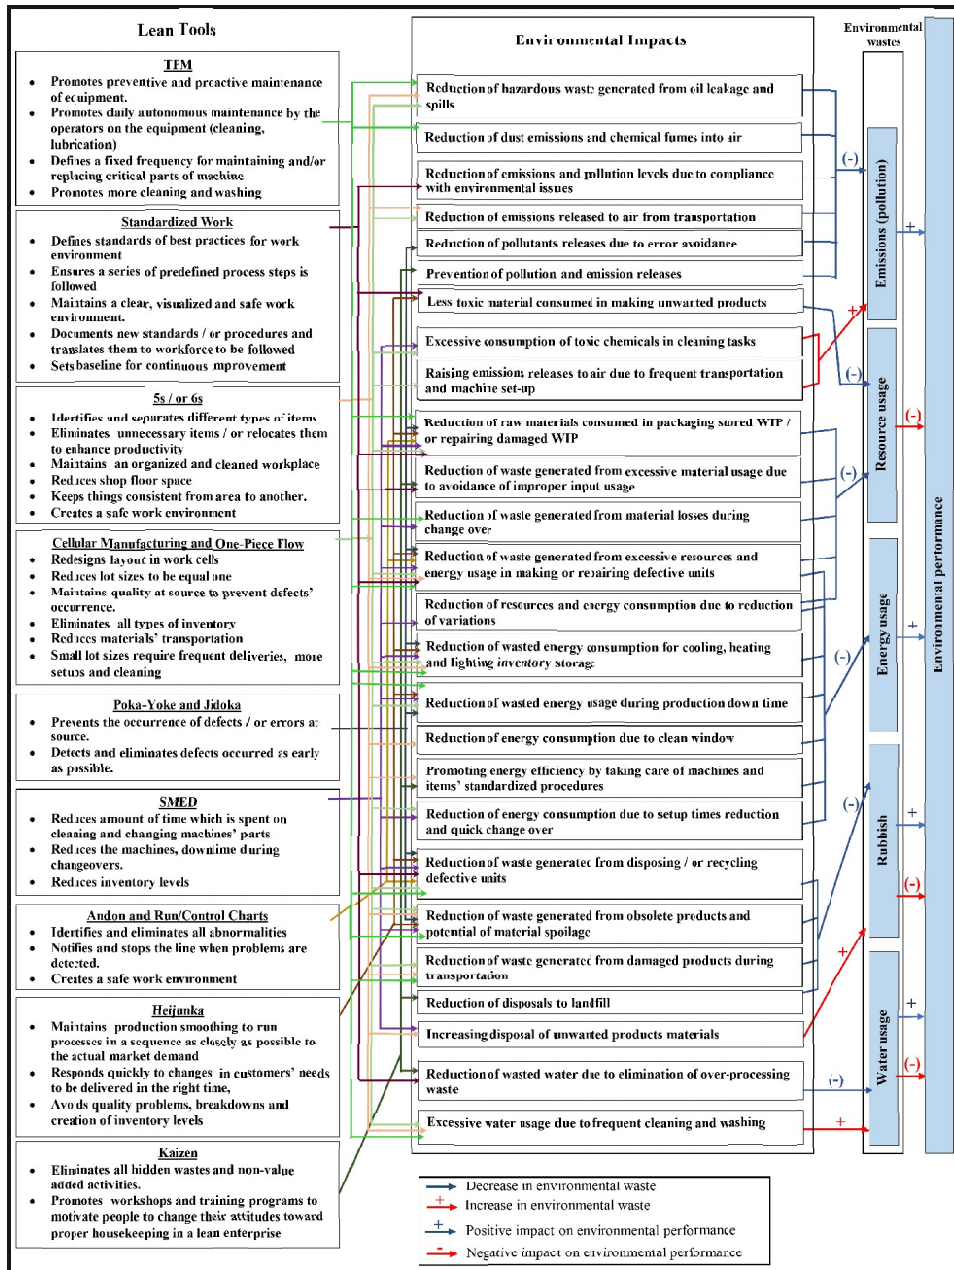 Lean Tools
TPM
• Promotes preventive and proactive maintenance
of equipment.
• Promotes daily autonomous maintenance by the
operators on the equipment (cleaning,
lubrication)
• Defines a fixed frequency for maintaining and/or
replacing critical parts of machine
• Promotes more cleaning and washing
Standardized Work
• Defines standards of best practices for work
environment
• Ensures a series of predefined process steps is
followed
• Maintains a clear, visualized and safe work
environment.
• Documents new standards / or procedures and
translates them to workforce to be followed
• Sets baseline for continuous improvement
5s / or 6s
• Identifies and separates different types of items
• Eliminates unnecessary items / or relocates them
to enhance productivity
• Maintains an organized and cleaned workplace
• Reduces shop floor space
• Keeps things consistent from area to another.
• Creates a safe work environment
Cellular Manufacturing and One-Piece Flow
• Redesigns layout in work cells
• Reduces lot sizes to be equal one
• Maintains quality at source to prevent defects'
occurrence.
• Eliminates all types of inventory
• Reduces materials' transportation
• Small lot sizes require frequent deliveries, more
setups and cleaning
Poka-Yoke and Jidoka
• Prevents the occurrence of defects / or errors at
source.
• Detects and eliminates defects occurred as early
as possible.
SMED
• Reduces amount of time which is spent on
cleaning and changing machines' parts
• Reduces the machines, downtime during
changeovers.
• Reduces inventory levels
Andon and Run/Control Charts
• Identifies and eliminates all abnormalities
• Notifies and stops the line when problems are
detected.
• Creates a safe work environment
Heijunka
• Maintains production smoothing to run
processes in a sequence as closely as possible to
the actual market demand
• Responds quickly to changes in customers' needs
to be delivered in the right time,
• Avoids quality problems, breakdowns and
creation of inventory levels
Kaizen
• Eliminates all hidden wastes and non-value
added activities.
• Promotes workshops and training programs to
motivate people to change their attitudes toward
proper housekeeping in a lean enterprise
Environmental Impacts
Reduction of hazardous waste generated from oil leakage and
spills
Reduction of dust emissions and chemical fumes into air
Reduction of emissions and pollution levels due to compliance
with environmental issues
Reduction of emissions released to air from transportation
Reduction of pollutants releases due to error avoidance
Prevention of pollution and emission releases
Less toxic material consumed in making unwanted products
Excessive consumption of toxic chemicals in cleaning tasks
Raising emissions releases to air due to frequent transportation
and machine set-up
Reduction of raw materials consumed in packaging stored WIP /
or repairing damaged WIP
Reduction of waste generated from excessive material usage due
to avoidance of improper input usage
Reduction of waste generated from material losses during
change over
Reduction of waste generated from excessive resources and
energy usage in making or repairing defective units
Reduction of resources and energy consumption due to reduction
of variations
Reduction of wasted energy consumption for cooling, heating
and lighting inventory storage
Reduction of wasted energy usage during production down time
Reduction of energy consumption due to clean window
Promoting energy efficiency by taking care of machines and
items' standardized procedures
Reduction of energy consumption due to setup times reduction
and quick change over
Reduction of waste generated from disposing / or recycling
defective units
Reduction of waste generated from obsolete products and
potential of material spoilage
Reduction of waste generated from damaged products during
transportation
Reduction of disposals to landfill
Increasing disposal of unwanted products materials
Reduction of wasted water due to elimination of over-processing
waste
Excessive water usage due to frequent cleaning and washing
(-)
+
(-)
(-)
(-)
(-)
+
(-)
+
Environmental
wastes
Emissions (pollution)
Resource usage
Energy usage
Rubbish
Water usage
+
(-)
+
+
(-)
+
(-)
Environmental performance
Decrease in environmental waste
+ Increase in environmental waste
+ Positive impact on environmental performance
- Negative impact on environmental performance